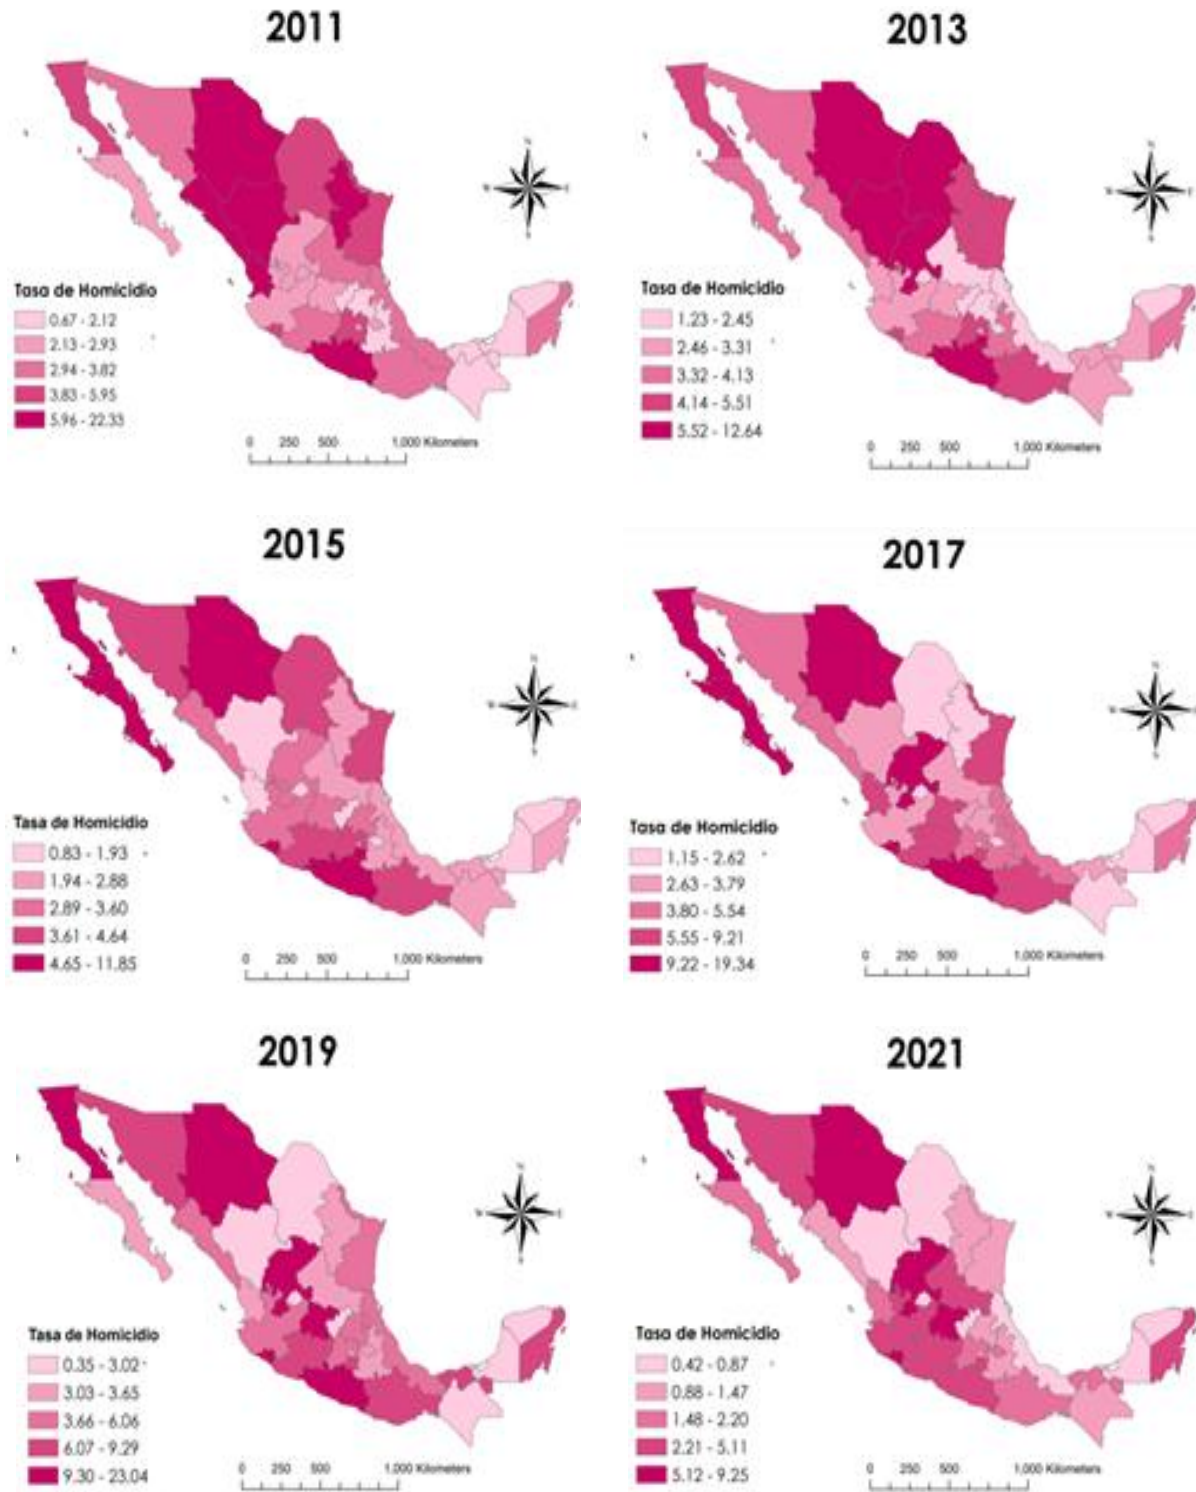 2011
N
W E
S
Tasa de Homicidio
0.67 - 2.12
2.13 - 2.93
2.94 - 3.82
3.83 - 5.95
5.96 - 22.33
0 250 500 1,000 Kilometers
2013
N
W E
S
Tasa de Homicidio
1.23 - 2.45
2.46 - 3.31
3.32 - 4.13
4.14 - 5.51
5.52 - 12.64
0 250 500 1,000 Kilometers
2015
N
W E
S
Tasa de Homicidio
0.83 - 1.93
1.94 - 2.88
2.89 - 3.60
3.61 - 4.64
4.65 - 11.85
0 250 500 1,000 Kilometers
2017
N
W E
S
Tasa de Homicidio
1.15 - 2.62
2.63 - 3.79
3.80 - 5.54
5.55 - 9.21
9.22 - 19.34
0 250 500 1,000 Kilometers
2019
N
W E
S
Tasa de Homicidio
0.35 - 3.02
3.03 - 3.65
3.66 - 6.06
6.07 - 9.29
9.30 - 23.04
0 250 500 1,000 Kilometers
2021
N
W E
S
Tasa de Homicidio
0.42 - 0.87
0.88 - 1.47
1.48 - 2.20
2.21 - 5.11
5.12 - 9.25
0 250 500 1,000 Kilometers